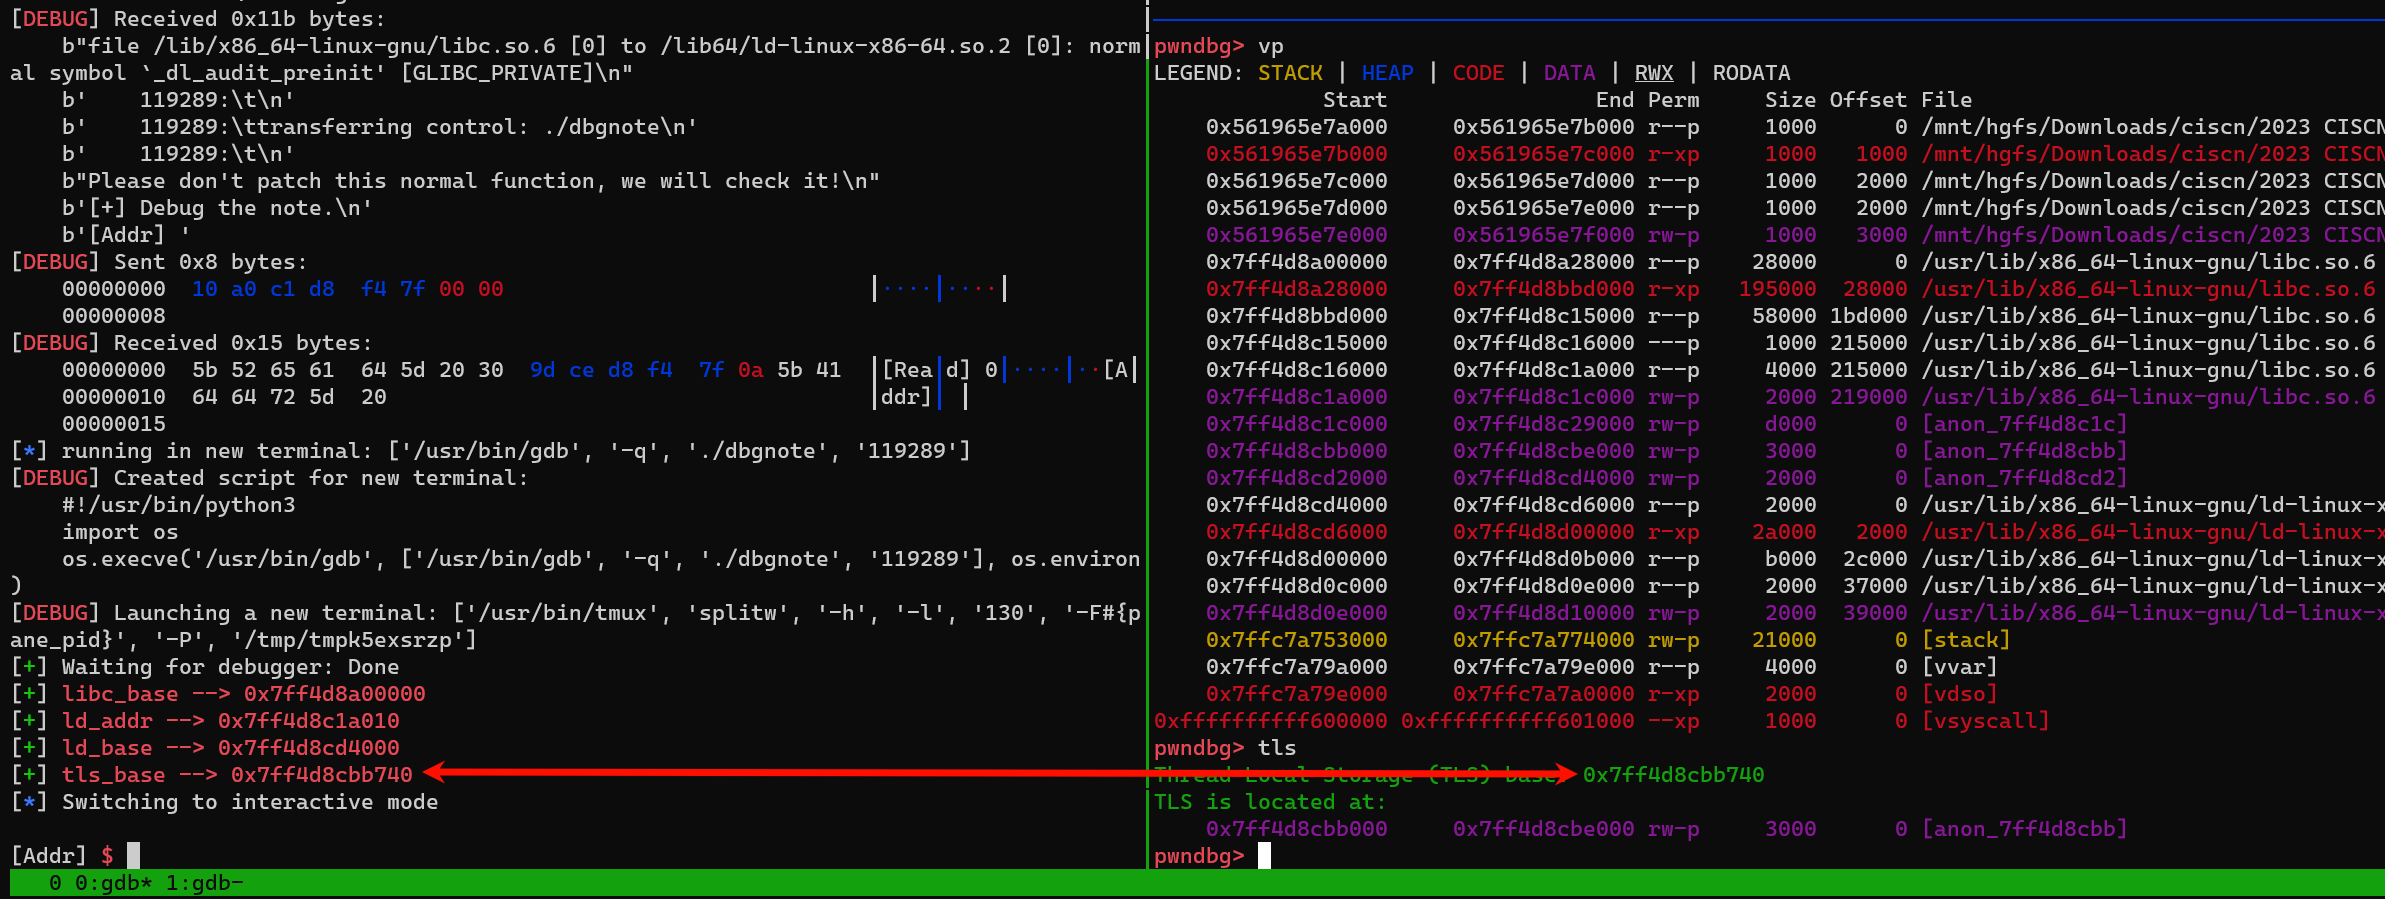 [DEBUG] Received 0x11b bytes:
    b"file /lib/x86_64-linux-gnu/libc.so.6 [0] to /lib64/ld-linux-x86-64.so.2 [0]: norm
al symbol `_dl_audit_preinit' [GLIBC_PRIVATE]\n"
    b'    119289:\t\n'
    b'    119289:\ttransferring control: ./dbgnote\n'
    b'    119289:\t\n'
    b"Please don't patch this normal function, we will check it!\n"
    b'[+] Debug the note.\n'
    b'[Addr] '
[DEBUG] Sent 0x8 bytes:
    00000000  10 a0 c1 d8  f4 7f 00 00  |····|····|
    00000008
[DEBUG] Received 0x15 bytes:
    00000000  5b 52 65 61  64 5d 20 30  9d ce d8 f4  7f 0a 5b 41  |[Rea|d] 0|····|··[A|
    00000010  64 64 72 5d  20  |ddr]| |
    00000015
[*] running in new terminal: ['/usr/bin/gdb', '-q', './dbgnote', '119289']
[DEBUG] Created script for new terminal:
    #!/usr/bin/python3
    import os
    os.execve('/usr/bin/gdb', ['/usr/bin/gdb', '-q', './dbgnote', '119289'], os.environ
)
[DEBUG] Launching a new terminal: ['/usr/bin/tmux', 'splitw', '-h', '-l', '130', '-F#{p
ane_pid}', '-P', '/tmp/tmpk5exsrzp']
[+] Waiting for debugger: Done
[+] libc_base --> 0x7ff4d8a00000
[+] ld_addr --> 0x7ff4d8c1a010
[+] ld_base --> 0x7ff4d8cd4000
[+] tls_base --> 0x7ff4d8cbb740
[*] Switching to interactive mode
[Addr] $
pwndbg> vp
LEGEND: STACK | HEAP | CODE | DATA | RWX | RODATA
Start End Perm Size Offset File
0x561965e7a000 0x561965e7b000 r--p 1000 0 /mnt/hgfs/Downloads/ciscn/2023 CISCN
0x561965e7b000 0x561965e7c000 r-xp 1000 1000 /mnt/hgfs/Downloads/ciscn/2023 CISCN
0x561965e7c000 0x561965e7d000 r--p 1000 2000 /mnt/hgfs/Downloads/ciscn/2023 CISCN
0x561965e7d000 0x561965e7e000 r--p 1000 2000 /mnt/hgfs/Downloads/ciscn/2023 CISCN
0x561965e7e000 0x561965e7f000 rw-p 1000 3000 /mnt/hgfs/Downloads/ciscn/2023 CISCN
0x7ff4d8a00000 0x7ff4d8a28000 r--p 28000 0 /usr/lib/x86_64-linux-gnu/libc.so.6
0x7ff4d8a28000 0x7ff4d8bbd000 r-xp 195000 28000 /usr/lib/x86_64-linux-gnu/libc.so.6
0x7ff4d8bbd000 0x7ff4d8c15000 r--p 58000 1bd000 /usr/lib/x86_64-linux-gnu/libc.so.6
0x7ff4d8c15000 0x7ff4d8c16000 ---p 1000 215000 /usr/lib/x86_64-linux-gnu/libc.so.6
0x7ff4d8c16000 0x7ff4d8c1a000 r--p 4000 215000 /usr/lib/x86_64-linux-gnu/libc.so.6
0x7ff4d8c1a000 0x7ff4d8c1c000 rw-p 2000 219000 /usr/lib/x86_64-linux-gnu/libc.so.6
0x7ff4d8c1c000 0x7ff4d8c29000 rw-p d000 0 [anon_7ff4d8c1c]
0x7ff4d8cbb000 0x7ff4d8cbe000 rw-p 3000 0 [anon_7ff4d8cbb]
0x7ff4d8cd2000 0x7ff4d8cd4000 rw-p 2000 0 [anon_7ff4d8cd2]
0x7ff4d8cd4000 0x7ff4d8cd6000 r--p 2000 0 /usr/lib/x86_64-linux-gnu/ld-linux-x
0x7ff4d8cd6000 0x7ff4d8d00000 r-xp 2a000 2000 /usr/lib/x86_64-linux-gnu/ld-linux-x
0x7ff4d8d00000 0x7ff4d8d0b000 r--p b000 2c000 /usr/lib/x86_64-linux-gnu/ld-linux-x
0x7ff4d8d0c000 0x7ff4d8d0e000 r--p 2000 37000 /usr/lib/x86_64-linux-gnu/ld-linux-x
0x7ff4d8d0e000 0x7ff4d8d10000 rw-p 2000 39000 /usr/lib/x86_64-linux-gnu/ld-linux-x
0x7ffc7a753000 0x7ffc7a774000 rw-p 21000 0 [stack]
0x7ffc7a79a000 0x7ffc7a79e000 r--p 4000 0 [vvar]
0x7ffc7a79e000 0x7ffc7a7a0000 r-xp 2000 0 [vdso]
0xffffffffff600000 0xffffffffff601000 --xp 1000 0 [vsyscall]
pwndbg> tls
Thread Local Storage (TLS) base: 0x7ff4d8cbb740
TLS is located at:
0x7ff4d8cbb000 0x7ff4d8cbe000 rw-p 3000 0 [anon_7ff4d8cbb]
pwndbg>
0 0:gdb* 1:gdb-